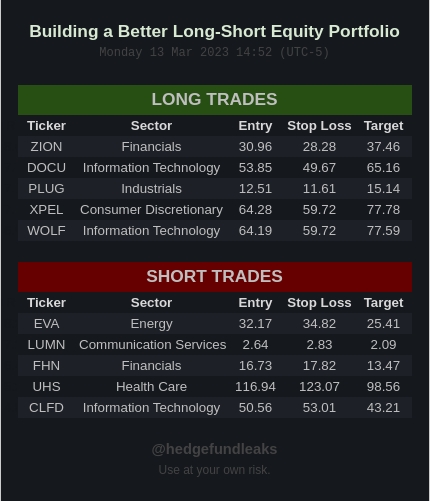 Building a Better Long-Short Equity Portfolio
Monday 13 Mar 2023 14:52 (UTC-5)
LONG TRADES
Ticker Sector Entry Stop Loss Target
ZION Financials 30.96 28.28 37.46
DOCU Information Technology 53.85 49.67 65.16
PLUG Industrials 12.51 11.61 15.14
XPEL Consumer Discretionary 64.28 59.72 77.78
WOLF Information Technology 64.19 59.72 77.59
SHORT TRADES
Ticker Sector Entry Stop Loss Target
EVA Energy 32.17 34.82 25.41
LUMN Communication Services 2.64 2.83 2.09
FHN Financials 16.73 17.82 13.47
UHS Health Care 116.94 123.07 98.56
CLFD Information Technology 50.56 53.01 43.21
@hedgefundleaks
Use at your own risk.